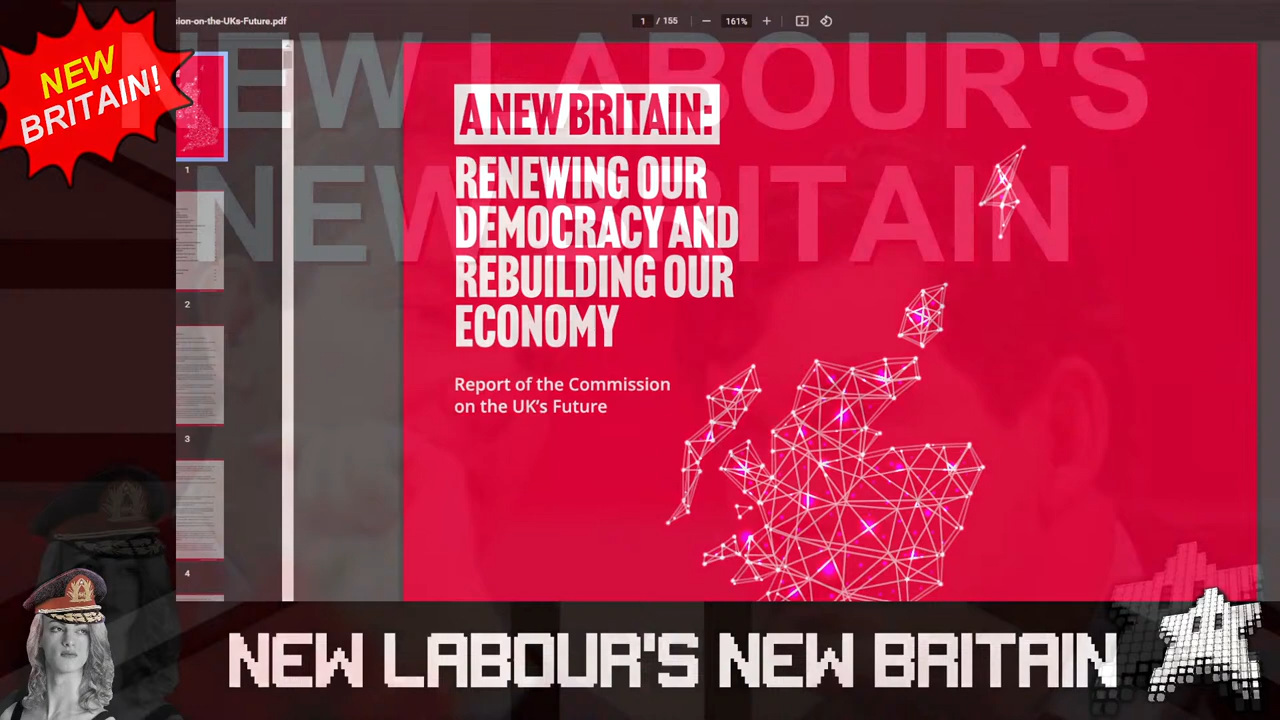 ion-on-the-UKs-Future.pdf
1 / 155
161%
NEW
BRITAIN!
NEW LABOUR'S
NEW BRITAIN
A NEW BRITAIN:
RENEWING OUR
DEMOCRACY AND
REBUILDING OUR
ECONOMY
Report of the Commission
on the UK's Future
1
2
3
4
NEW LABOUR'S NEW BRITAIN